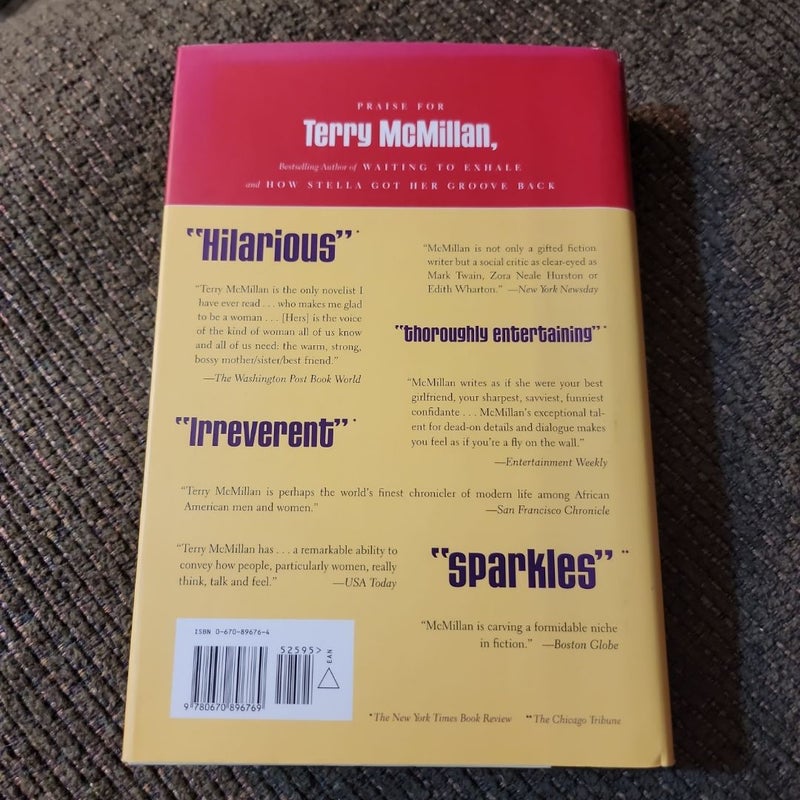 PRAISE FOR
Terry McMillan,
Bestselling Author of WAITING TO EXHALE
and HOW STELLA GOT HER GROOVE BACK
"Hilarious"*
"Terry McMillan is the only novelist I
have ever read . . . who makes me glad
to be a woman . . . [Hers] is the voice
of the kind of woman all of us know
and all of us need: the warm, strong,
bossy mother/sister/best friend."
—The Washington Post Book World
"Irreverent"*
"McMillan is not only a gifted fiction
writer but a social critic as clear-eyed as
Mark Twain, Zora Neale Hurston or
Edith Wharton." —New York Newsday
"thoroughly entertaining"*
"McMillan writes as if she were your best
girlfriend, your sharpest, savviest, funniest
confidante . . . McMillan's exceptional tal-
ent for dead-on details and dialogue makes
you feel as if you're a fly on the wall."
—Entertainment Weekly
"Terry McMillan is perhaps the world's finest chronicler of modern life among African
American men and women." —San Francisco Chronicle
"Terry McMillan has . . . a remarkable ability to
convey how people, particularly women, really
think, talk and feel." —USA Today
"sparkles"**
"McMillan is carving a formidable niche
in fiction." —Boston Globe
ISBN 0-670-89676-4
52595>
EAN
9 780670 896769
*The New York Times Book Review **The Chicago Tribune